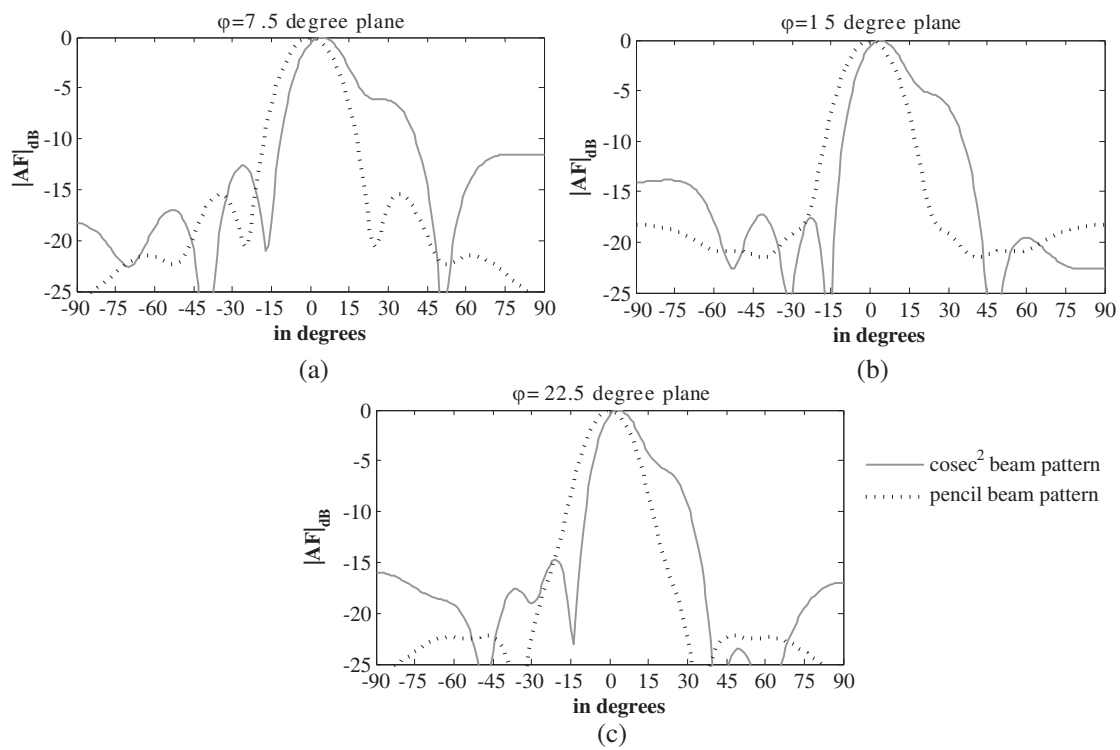 φ=7.5 degree plane
0
-5
-10
-15
-20
-25
|AF|dB
-90 -75 -60 -45 -30 -15 0 15 30 45 60 75 90
in degrees
(a)
φ=15 degree plane
0
-5
-10
-15
-20
-25
|AF|dB
-90 -75 -60 -45 -30 -15 0 15 30 45 60 75 90
in degrees
(b)
φ=22.5 degree plane
0
-5
-10
-15
-20
-25
|AF|dB
-90 -75 -60 -45 -30 -15 0 15 30 45 60 75 90
in degrees
(c)
cosec² beam pattern
pencil beam pattern